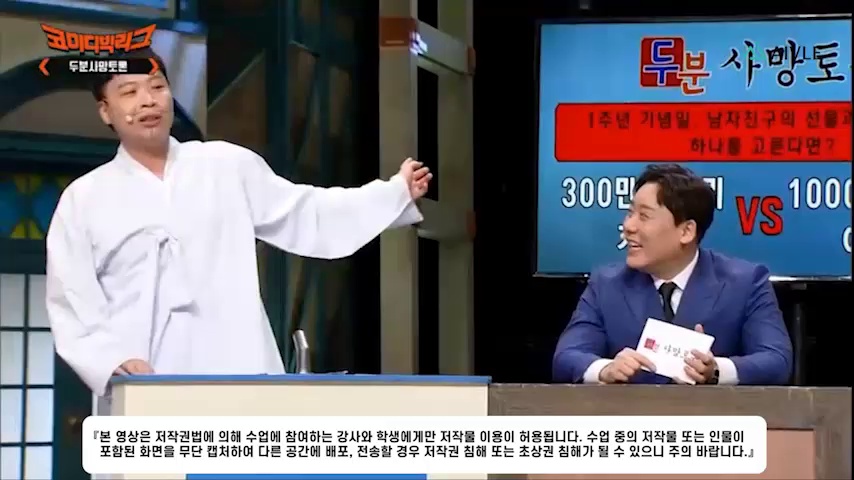 코미디빅리그
두분사망토론
두분 사망토
1주년 기념일, 남자친구의 선물과
하나를 고른다면?
300만
VS
1000
두분 사망토
『본 영상은 저작권법에 의해 수업에 참여하는 강사와 학생에게만 저작물 이용이 허용됩니다. 수업 중의 저작물 또는 인물이
포함된 화면을 무단 캡처하여 다른 공간에 배포, 전송할 경우 저작권 침해 또는 초상권 침해가 될 수 있으니 주의 바랍니다.』